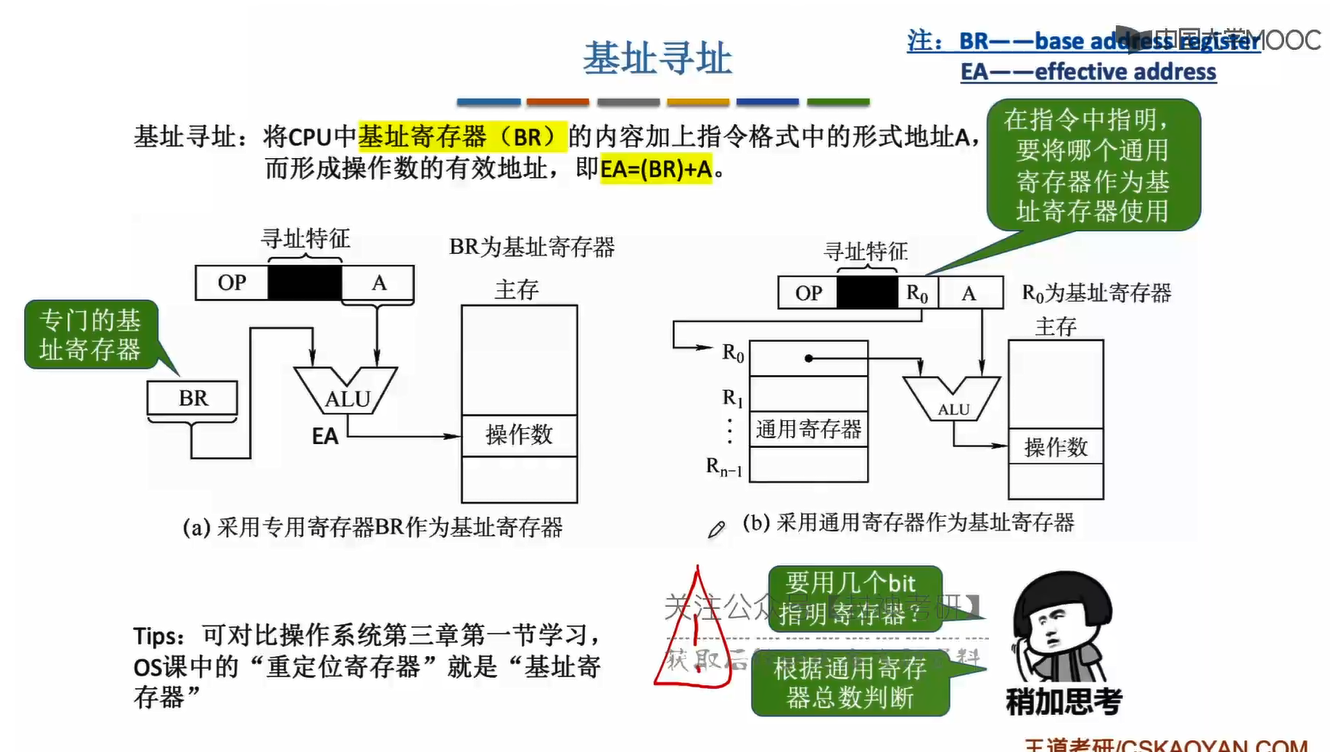 基址寻址
注：BR——base address register
中国大学MOOC
EA——effective address
基址寻址：将CPU中基址寄存器（BR）的内容加上指令格式中的形式地址A，
而形成操作数的有效地址，即EA=(BR)+A。
在指令中指明，
要将哪个通用
寄存器作为基
址寄存器使用
寻址特征
OP
A
BR为基址寄存器
主存
专门的基
址寄存器
BR
ALU
EA
操作数
(a) 采用专用寄存器BR作为基址寄存器
寻址特征
OP
R₀
A
R₀为基址寄存器
主存
R₀
R₁
⋮
通用寄存器
Rₙ₋₁
ALU
操作数
(b) 采用通用寄存器作为基址寄存器
要用几个bit
指明寄存器？
关注公众
考研】
获取后
料
根据通用寄存
器总数判断
稍加思考
Tips：可对比操作系统第三章第一节学习，
OS课中的“重定位寄存器”就是“基址寄
存器”
王道考研/CSKAOYAN.COM